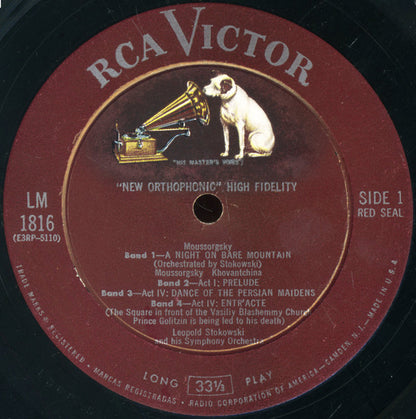 RCA VICTOR
"HIS MASTER'S VOICE"
"NEW ORTHOPHONIC" HIGH FIDELITY
LM
1816
(E3RP-5110)
SIDE 1
RED SEAL
Moussorgsky
Band 1—A NIGHT ON BARE MOUNTAIN
(Orchestrated by Stokowski)
Moussorgsky Khovantchina
Band 2—Act I: PRELUDE
Band 3—Act IV: DANCE OF THE PERSIAN MAIDENS
Band 4—Act IV: ENTR'ACTE
(The Square in front of the Vasiliy Blashemmy Church
Prince Golitzin is being led to his death)
Leopold Stokowski
and his Symphony Orchestra
LONG 33⅓ PLAY
TRADE MARKS ® REGISTERED • MARCAS REGISTRADAS • RADIO CORPORATION OF AMERICA—CAMDEN, N.J. • MADE IN U.S.A.